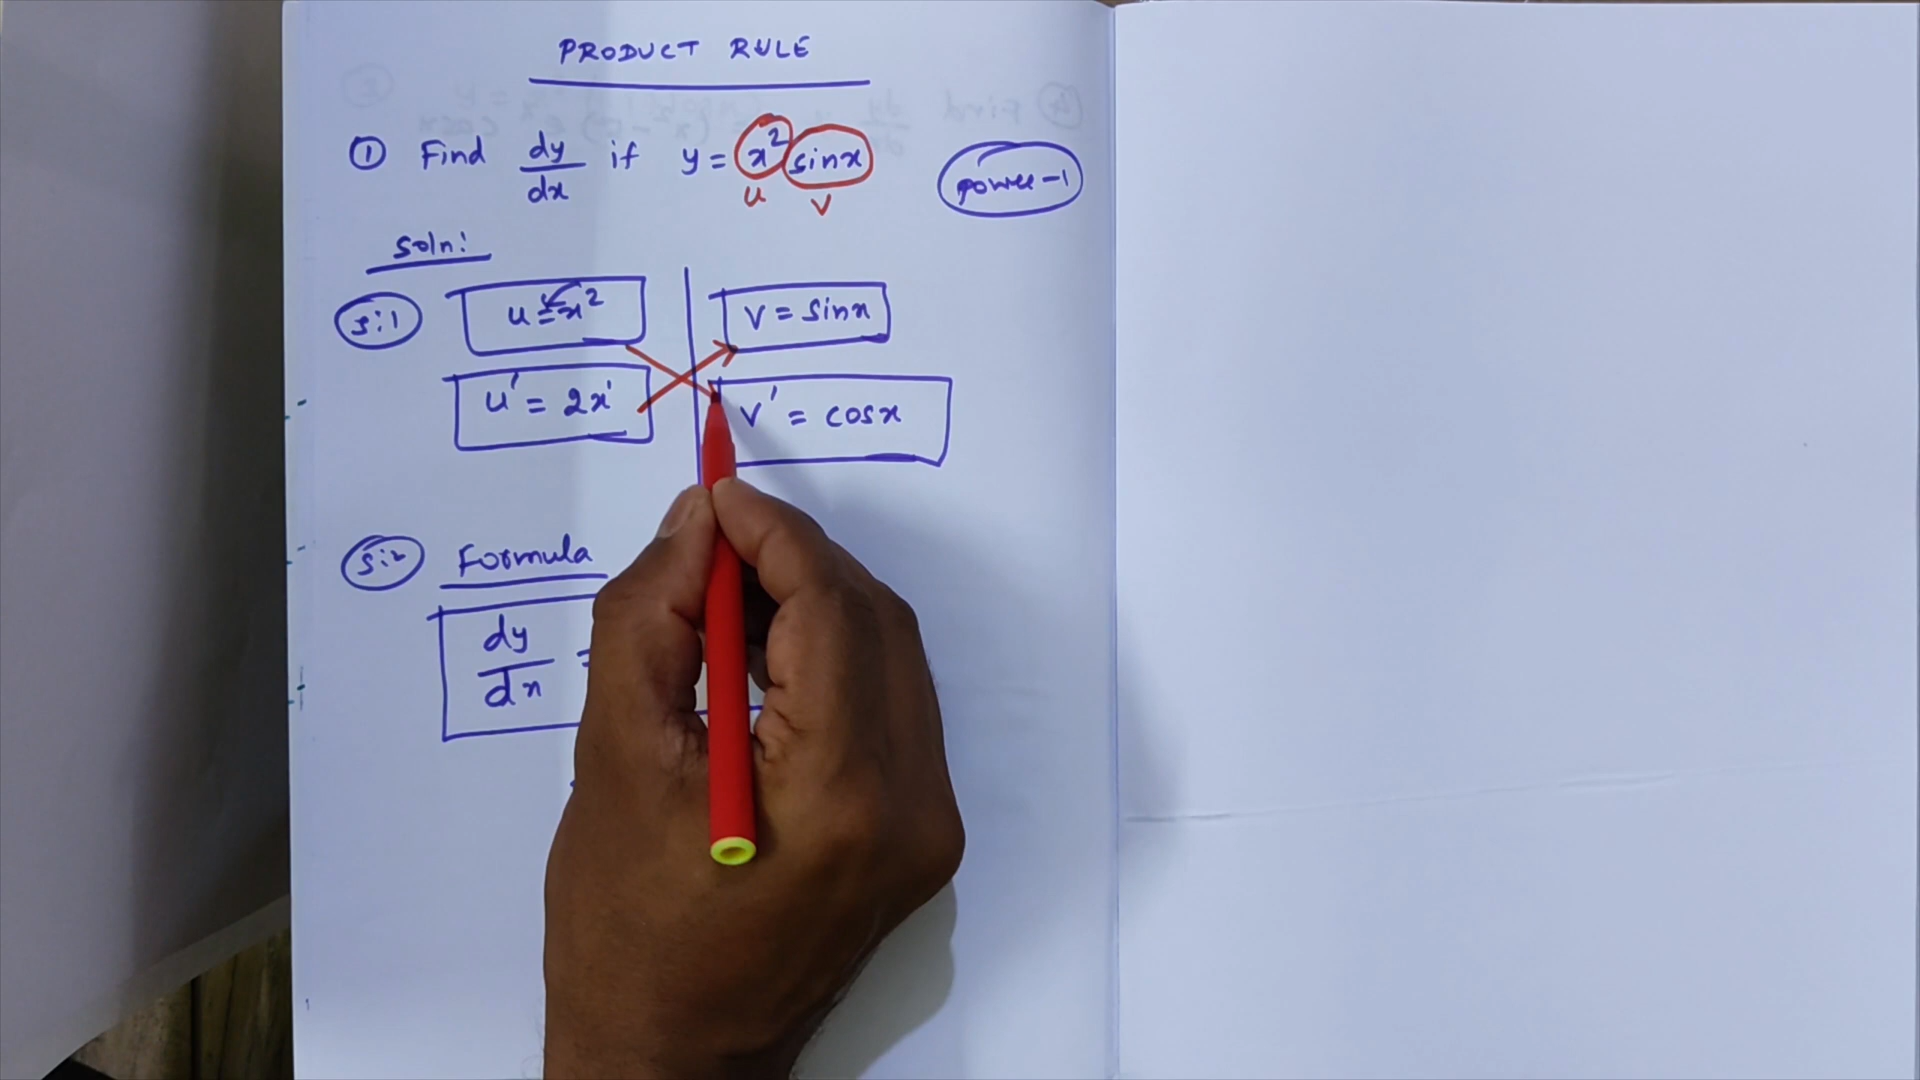 PRODUCT RULE
① Find dy/dx if y = x² sinx
u v
power-1
Soln:
S:1 u = x² v = sinx
u' = 2x' v' = cosx
S:2 Formula
dy/dx =